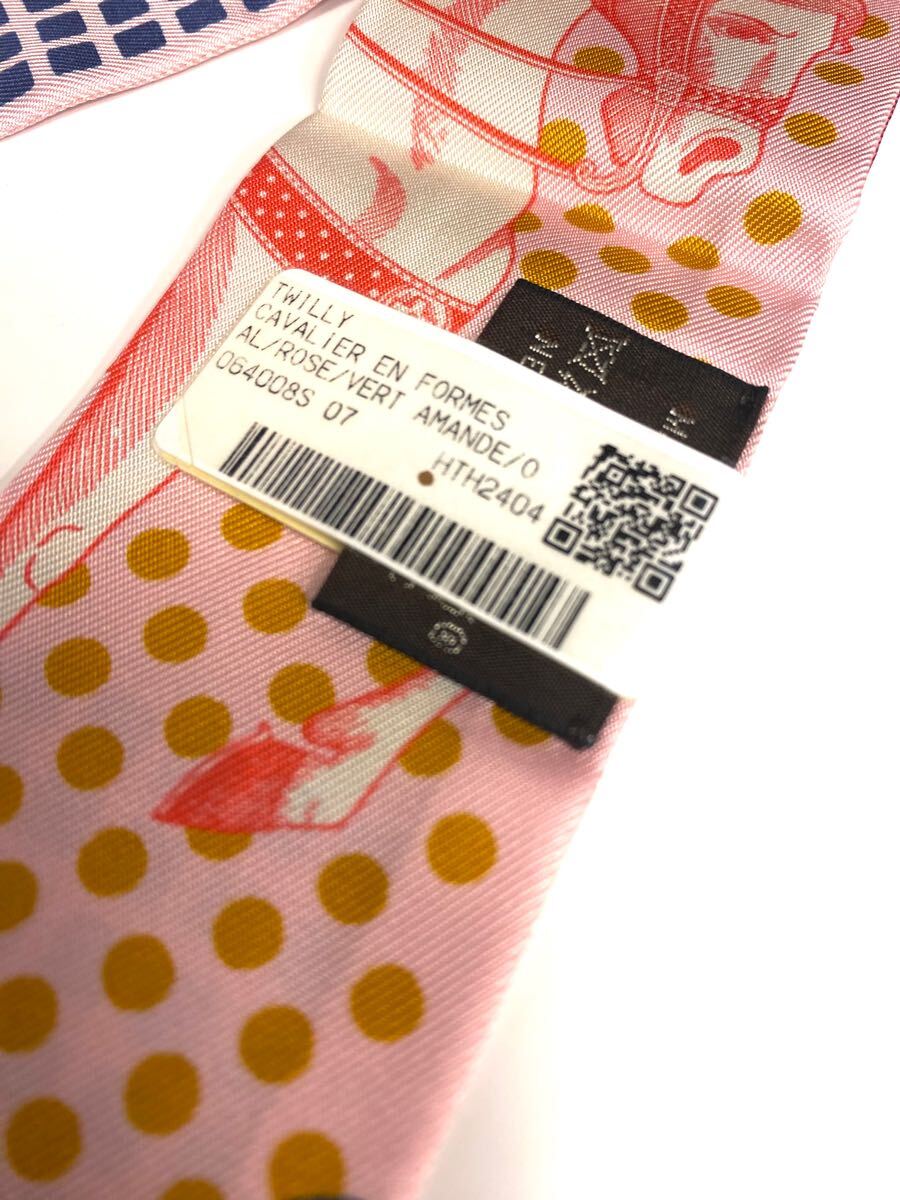 TWILLY
CAVALiER EN FORMES
AL/ROSE/VERT AMANDE/O
064008S 07
HTH2404